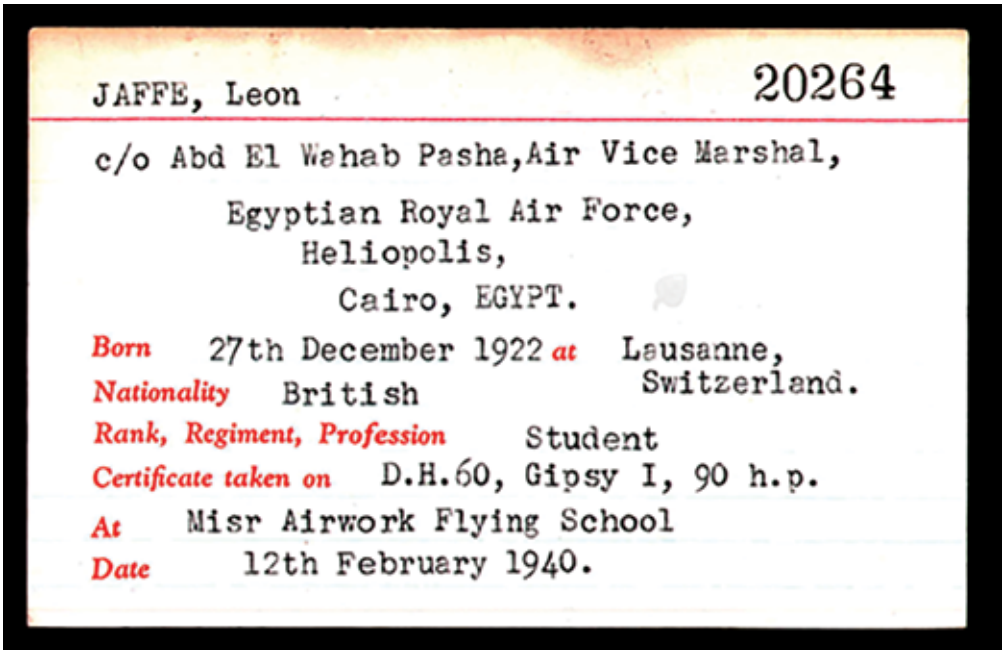 JAFFE, Leon 20264
c/o Abd El Wahab Pasha,Air Vice Marshal,
Egyptian Royal Air Force,
Heliopolis,
Cairo, EGYPT.
Born 27th December 1922 at Lausanne,
Switzerland.
Nationality British
Rank, Regiment, Profession Student
Certificate taken on D.H.60, Gipsy I, 90 h.p.
At Misr Airwork Flying School
Date 12th February 1940.